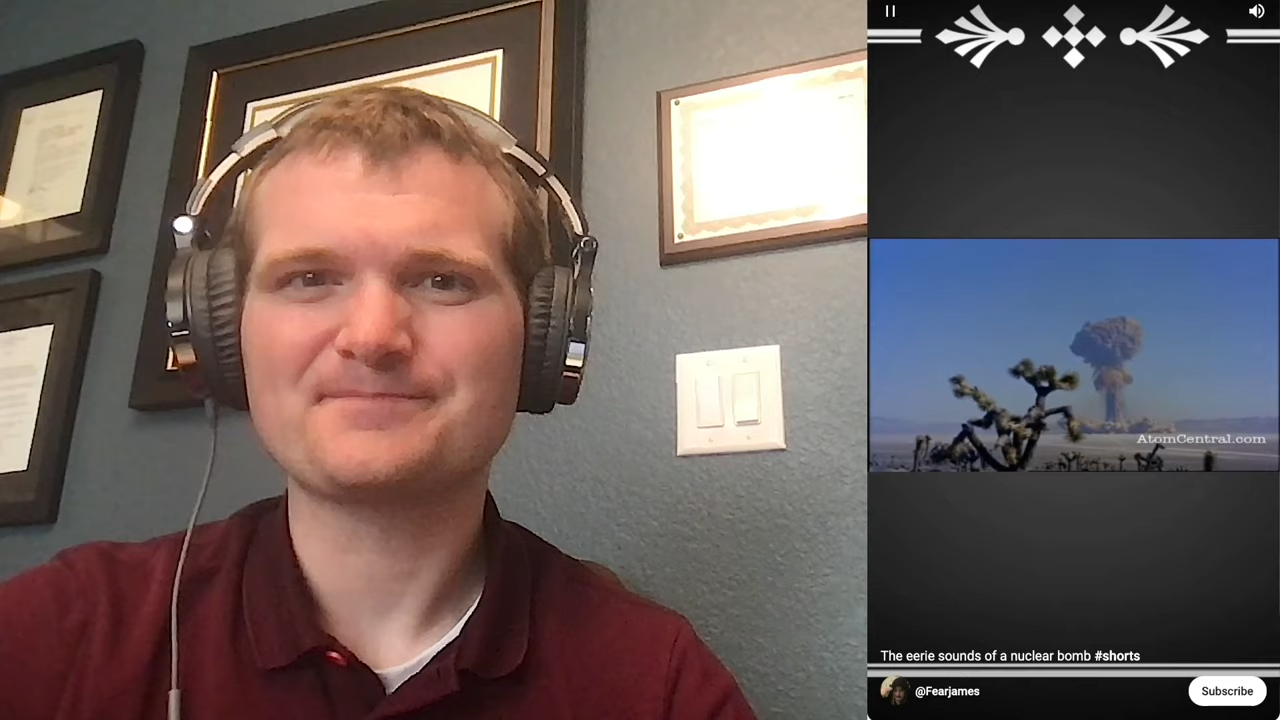 AtomCentral.com
The eerie sounds of a nuclear bomb #shorts
@Fearjames
Subscribe